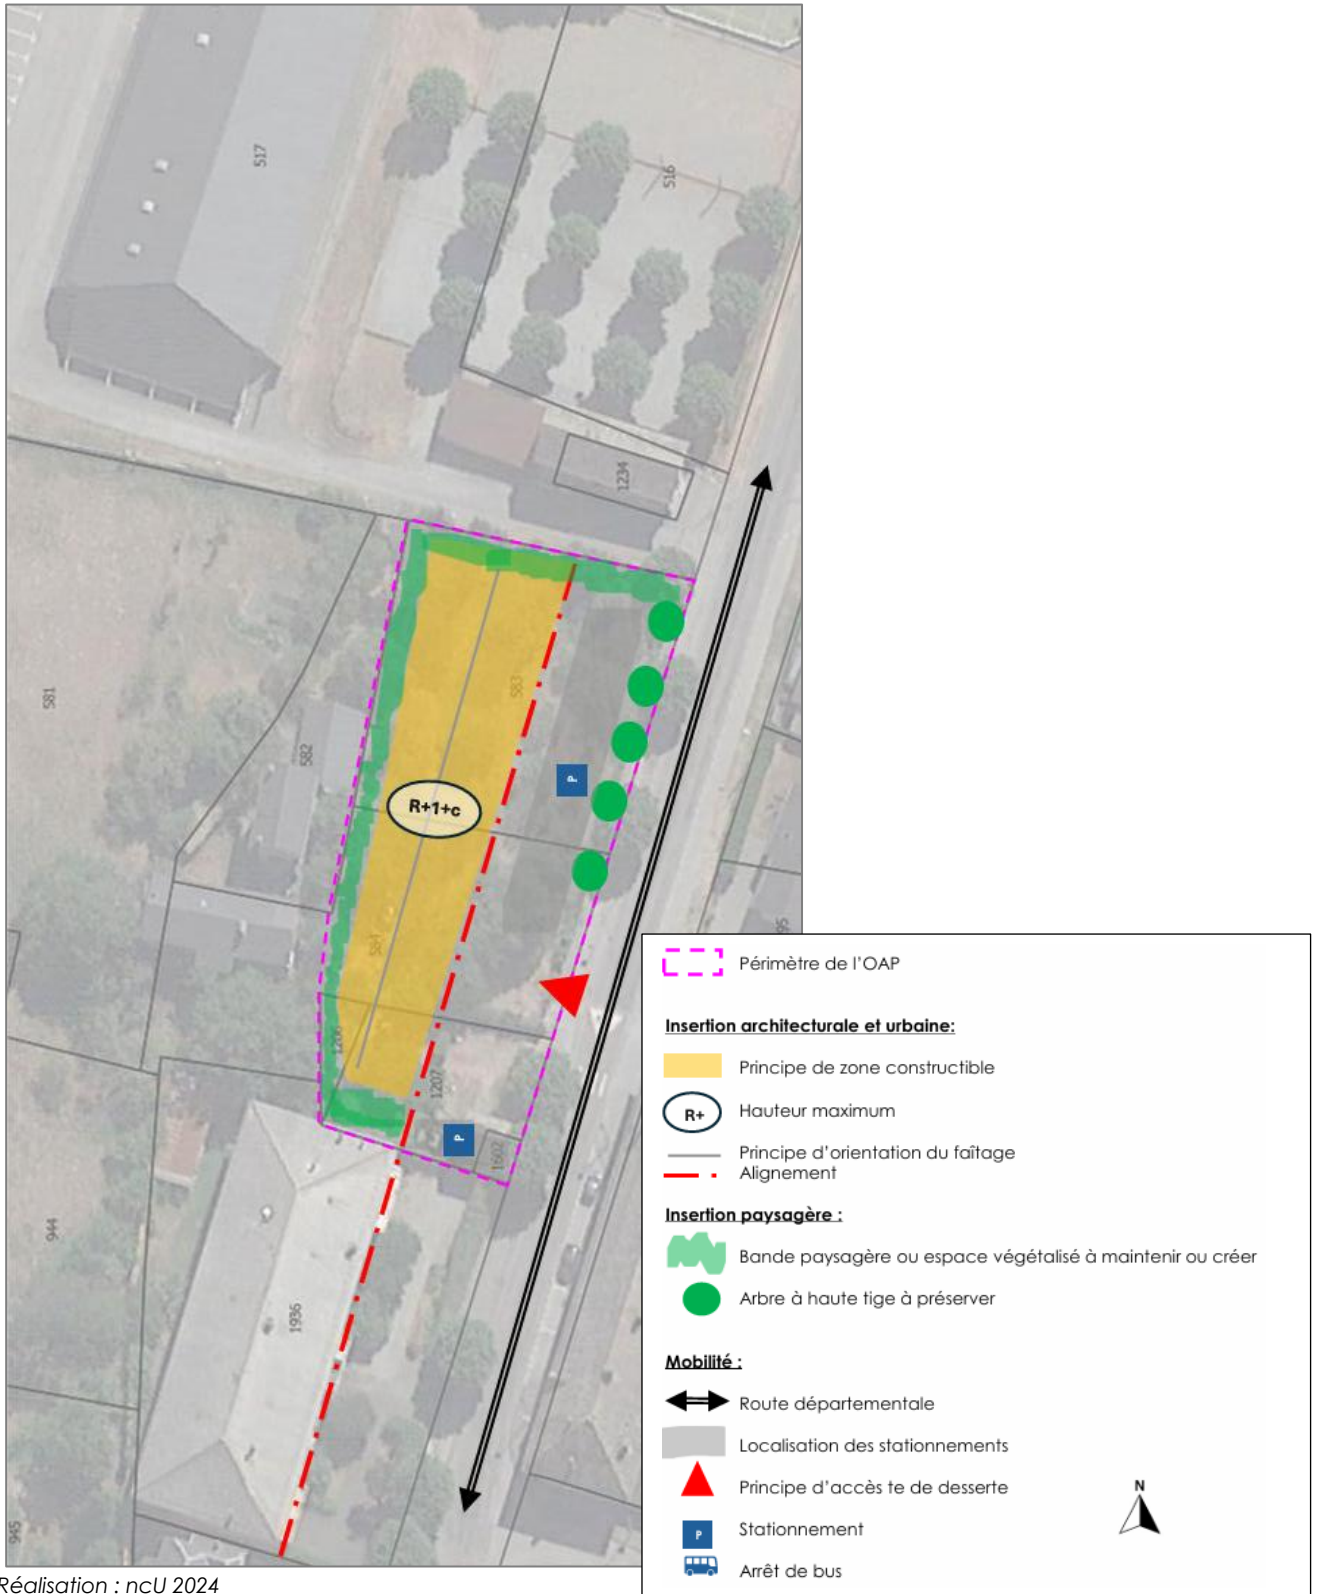 517
516
1234
581
582
583
R+1+c
P
584
95
1206
1207
P
1602
944
1936
945
Périmètre de l'OAP
Insertion architecturale et urbaine:
Principe de zone constructible
R+ Hauteur maximum
Principe d'orientation du faîtage
Alignement
Insertion paysagère :
Bande paysagère ou espace végétalisé à maintenir ou créer
Arbre à haute tige à préserver
Mobilité :
Route départementale
Localisation des stationnements
Principe d'accès te de desserte
N
P Stationnement
Arrêt de bus
Réalisation : ncU 2024